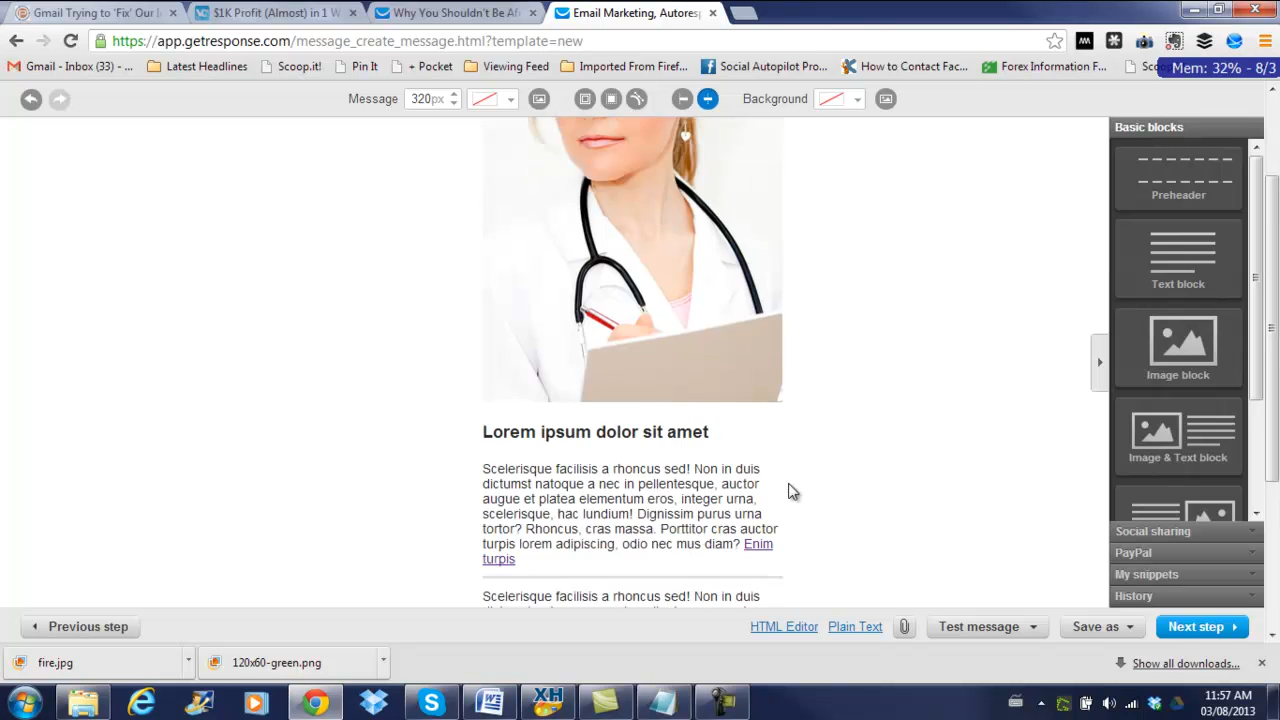 Gmail Trying to 'Fix' Our I
$1K Profit (Almost) in 1 W
Why You Shouldn't Be Af
Email Marketing, Autoresp
https://app.getresponse.com/message_create_message.html?template=new
Gmail - Inbox (33) - ...
Latest Headlines
Scoop.it!
Pin It
+ Pocket
Viewing Feed
Imported From Firef...
Social Autopilot Pro...
How to Contact Fac...
Forex Information F...
Scoo
Mem: 32% - 8/3
Message 320px
Background
Basic blocks
Preheader
Text block
Image block
Image & Text block
Social sharing
PayPal
My snippets
History
Lorem ipsum dolor sit amet
Scelerisque facilisis a rhoncus sed! Non in duis
dictumst natoque a nec in pellentesque, auctor
augue et platea elementum eros, integer urna,
scelerisque, hac lundium! Dignissim purus urna
tortor? Rhoncus, cras massa. Porttitor cras auctor
turpis lorem adipiscing, odio nec mus diam? Enim
turpis
Scelerisque facilisis a rhoncus sed! Non in duis
Previous step
HTML Editor
Plain Text
Test message
Save as
Next step
fire.jpg
120x60-green.png
Show all downloads...
11:57 AM
03/08/2013